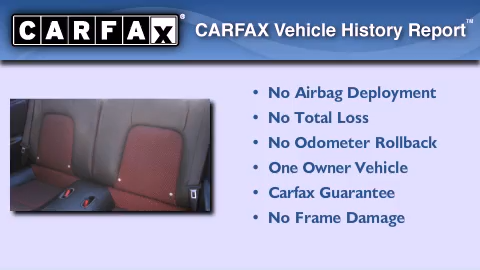 CARFAX® CARFAX Vehicle History Report™
• No Airbag Deployment
• No Total Loss
• No Odometer Rollback
• One Owner Vehicle
• Carfax Guarantee
• No Frame Damage